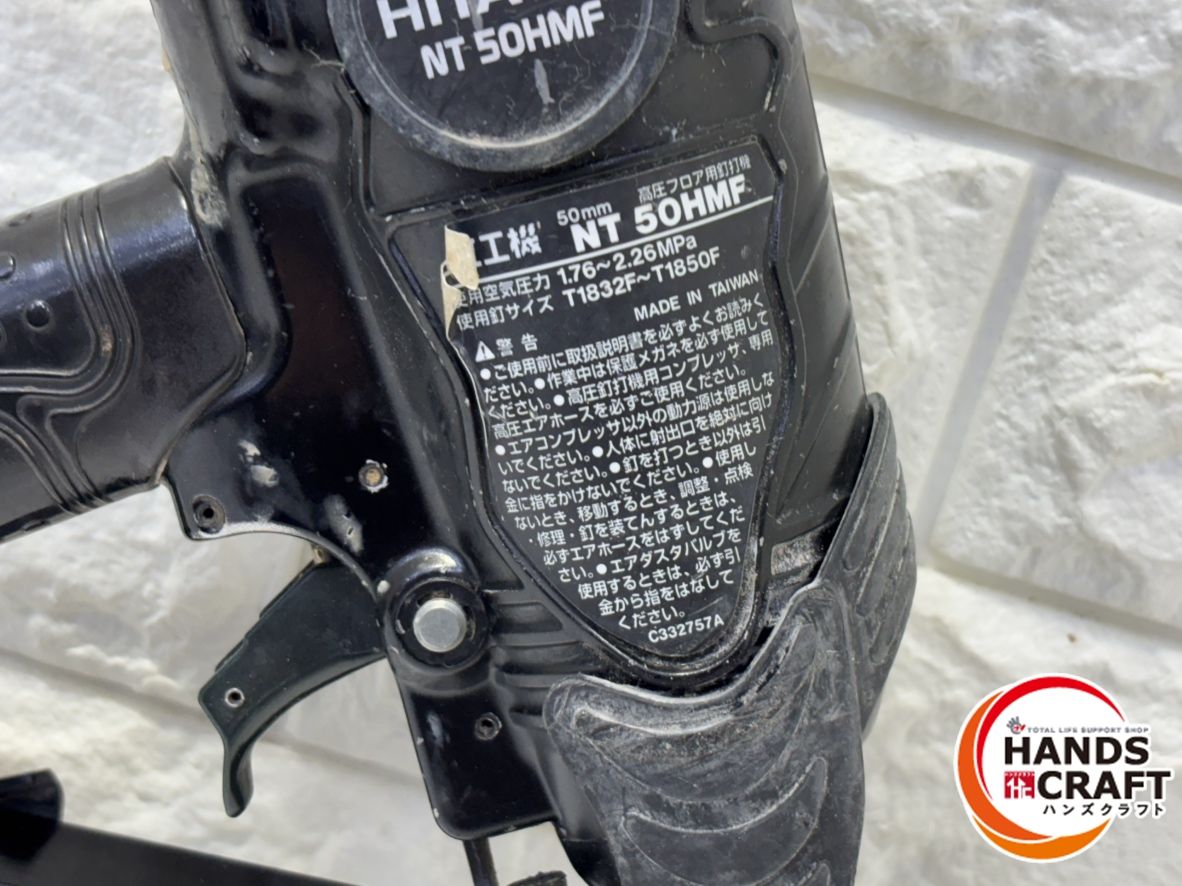 NT 50HMF
高圧フロア用釘打機
工機 50mm NT 50HMF
使用空気圧力 1.76～2.26MPa
使用釘サイズ T1832F～T1850F
MADE IN TAIWAN
警告
●ご使用前に取扱説明書を必ずよくお読みく
ださい。●作業中は保護メガネを必ず使用して
ください。●高圧釘打機用コンプレッサ、専用
高圧エアホースを必ずご使用ください。
●エアコンプレッサ以外の動力源は使用しな
いでください。●人体に射出口を絶対に向け
ないでください。●釘を打つとき以外は引
金に指をかけないでください。●使用し
ないとき、移動するとき、調整・点検
・修理・釘を装てんするときは、
必ずエアホースをはずしてくだ
さい。●エアダスタバルブを
使用するときは、必ず引
金から指をはなして
ください。
C332757A
TOTAL LIFE SUPPORT SHOP
HANDS
CRAFT
ハンズクラフト